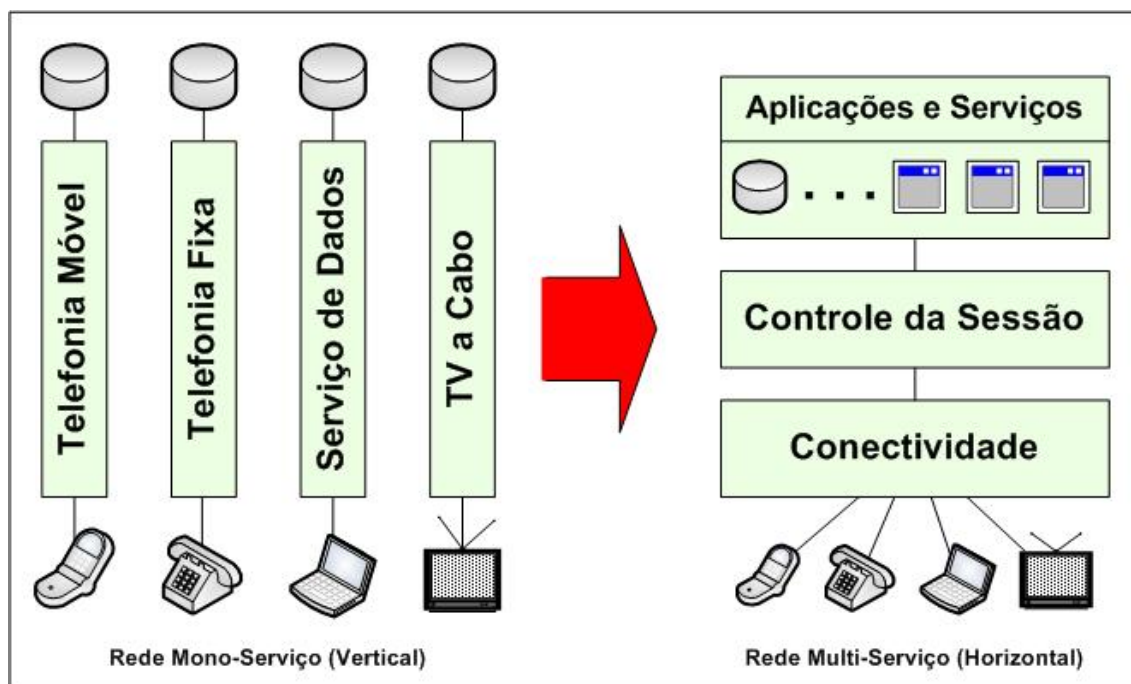 Telefonia Móvel
Telefonia Fixa
Serviço de Dados
TV a Cabo
Rede Mono-Serviço (Vertical)
Aplicações e Serviços
. . .
Controle da Sessão
Conectividade
Rede Multi-Serviço (Horizontal)